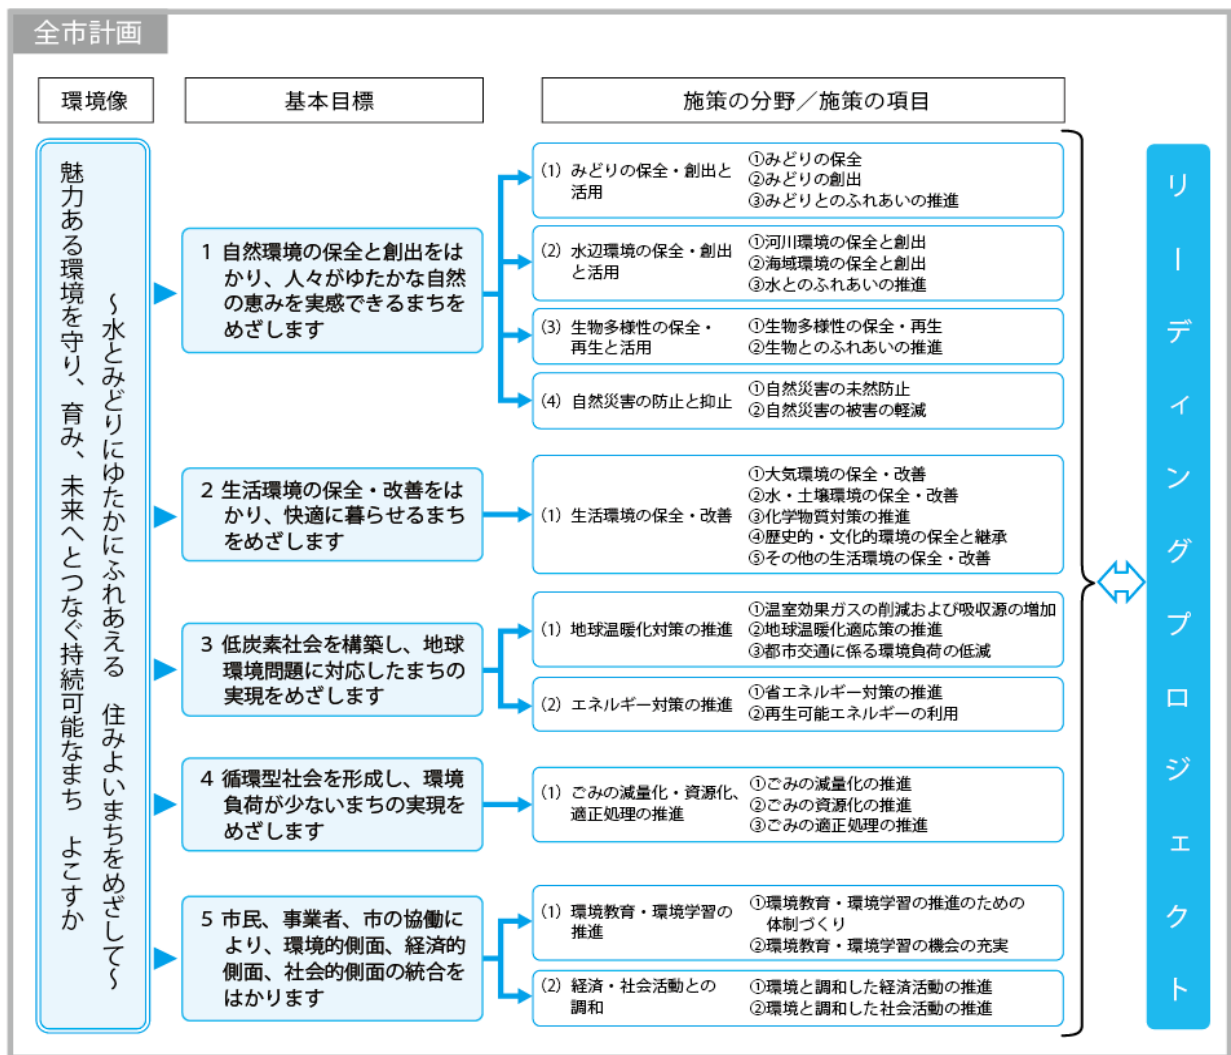 全市計画
環境像
基本目標
施策の分野／施策の項目
魅力ある環境を守り、育み、未来へとつなぐ持続可能なまち　よこすか
～水とみどりにゆたかにふれあえる　住みよいまちをめざして～
1 自然環境の保全と創出をは
かり、人々がゆたかな自然
の恵みを実感できるまちを
めざします
(1) みどりの保全・創出と
活用
①みどりの保全
②みどりの創出
③みどりとのふれあいの推進
(2) 水辺環境の保全・創出
と活用
①河川環境の保全と創出
②海域環境の保全と創出
③水とのふれあいの推進
(3) 生物多様性の保全・
再生と活用
①生物多様性の保全・再生
②生物とのふれあいの推進
(4) 自然災害の防止と抑止
①自然災害の未然防止
②自然災害の被害の軽減
2 生活環境の保全・改善をは
かり、快適に暮らせるまち
をめざします
(1) 生活環境の保全・改善
①大気環境の保全・改善
②水・土壌環境の保全・改善
③化学物質対策の推進
④歴史的・文化的環境の保全と継承
⑤その他の生活環境の保全・改善
3 低炭素社会を構築し、地球
環境問題に対応したまちの
実現をめざします
(1) 地球温暖化対策の推進
①温室効果ガスの削減および吸収源の増加
②地球温暖化適応策の推進
③都市交通に係る環境負荷の低減
(2) エネルギー対策の推進
①省エネルギー対策の推進
②再生可能エネルギーの利用
4 循環型社会を形成し、環境
負荷が少ないまちの実現を
めざします
(1) ごみの減量化・資源化、
適正処理の推進
①ごみの減量化の推進
②ごみの資源化の推進
③ごみの適正処理の推進
5 市民、事業者、市の協働に
より、環境的側面、経済的
側面、社会的側面の統合を
はかります
(1) 環境教育・環境学習の
推進
①環境教育・環境学習の推進のための
体制づくり
②環境教育・環境学習の機会の充実
(2) 経済・社会活動との
調和
①環境と調和した経済活動の推進
②環境と調和した社会活動の推進
リーディングプロジェクト